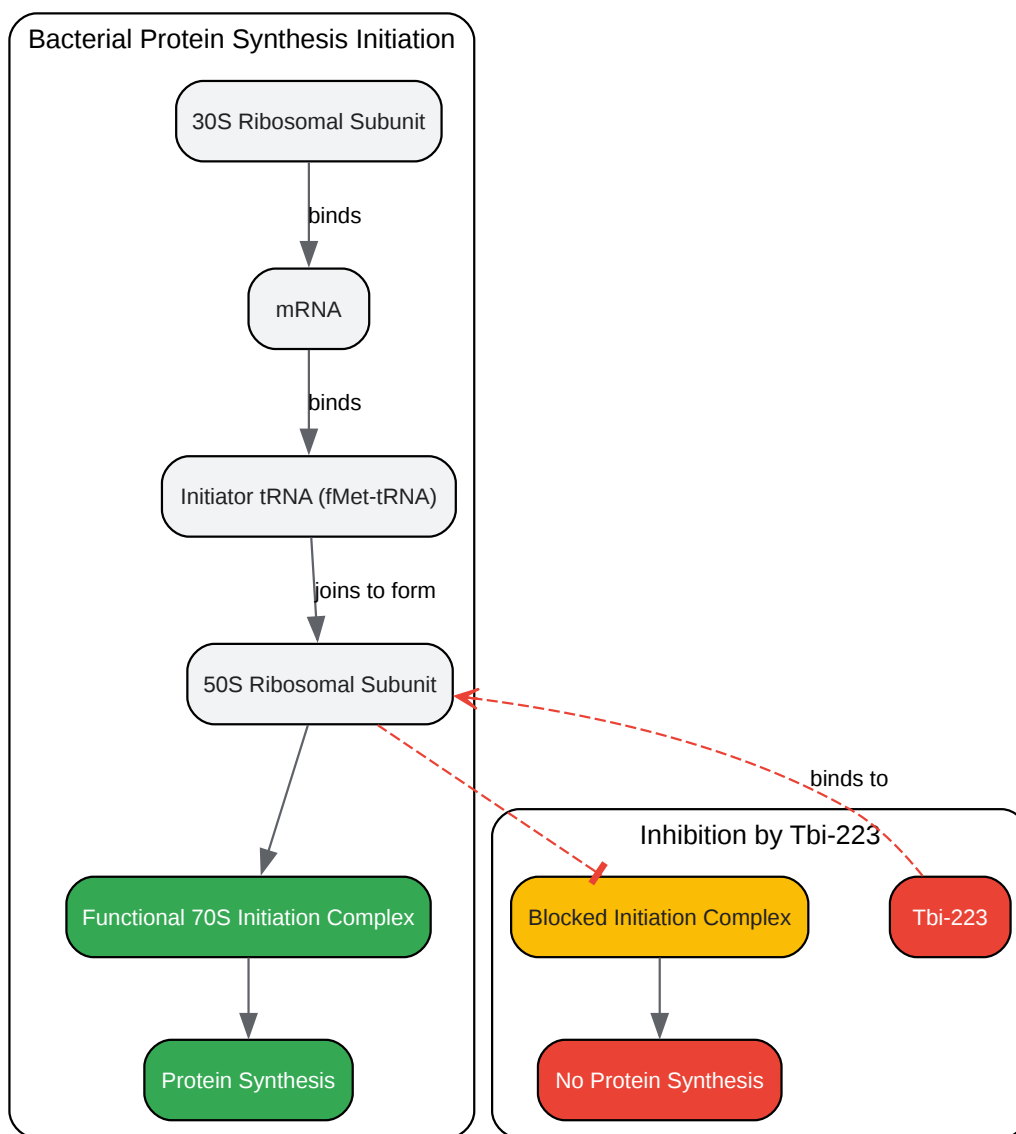 Bacterial Protein Synthesis Initiation
30S Ribosomal Subunit
binds
mRNA
binds
Initiator tRNA (fMet-tRNA)
joins to form
50S Ribosomal Subunit
binds to
Inhibition by Tbi-223
Functional 70S Initiation Complex
Blocked Initiation Complex
Tbi-223
Protein Synthesis
No Protein Synthesis